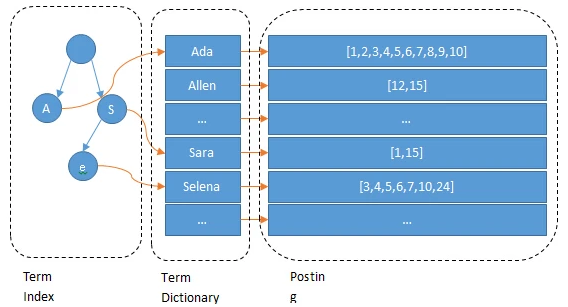 Ada
[1,2,3,4,5,6,7,8,9,10]
Allen
[12,15]
...
...
A
S
Sara
[1,15]
e
Selena
[3,4,5,6,7,10,24]
...
...
Term
Index
Term
Dictionary
Postin
g